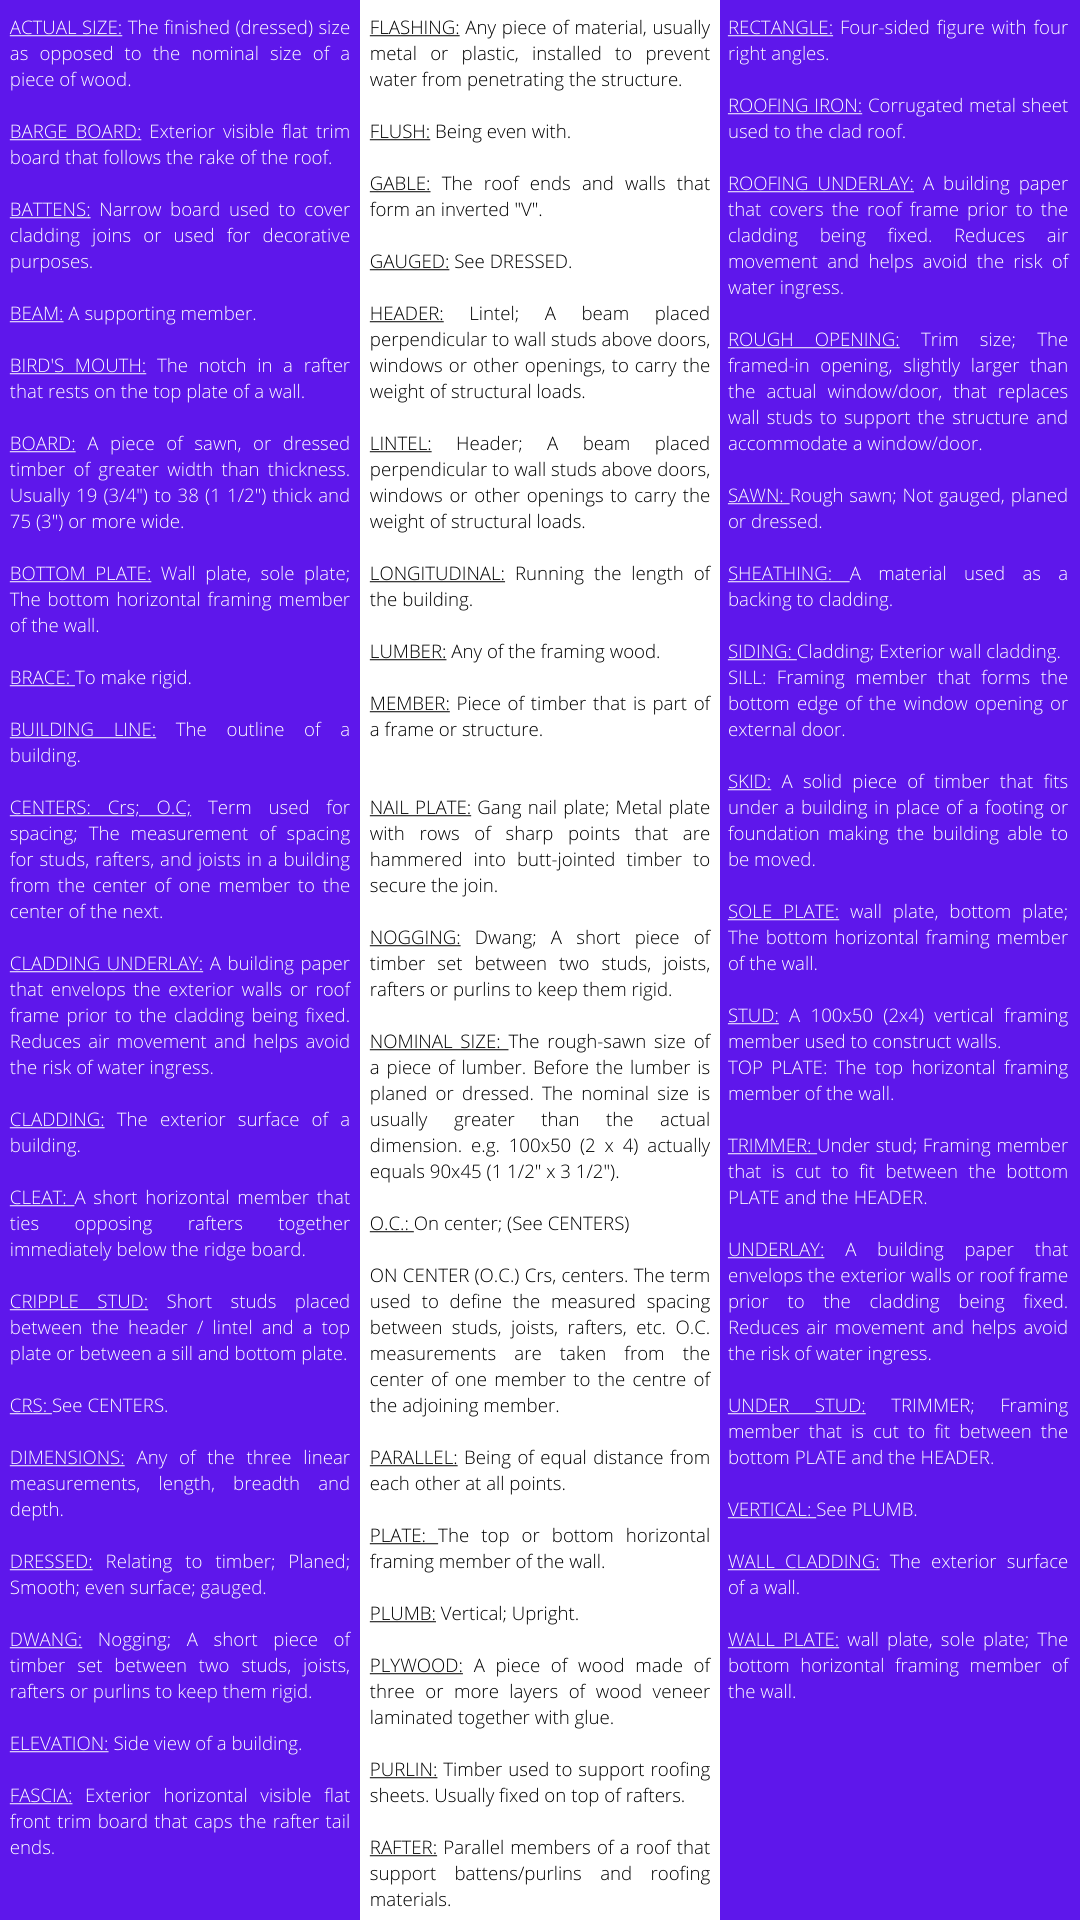 ACTUAL SIZE: The finished (dressed) size
as opposed to the nominal size of a
piece of wood.
BARGE BOARD: Exterior visible flat trim
board that follows the rake of the roof.
BATTENS: Narrow board used to cover
cladding joins or used for decorative
purposes.
BEAM: A supporting member.
BIRD'S MOUTH: The notch in a rafter
that rests on the top plate of a wall.
BOARD: A piece of sawn, or dressed
timber of greater width than thickness.
Usually 19 (3/4") to 38 (1 1/2") thick and
75 (3") or more wide.
BOTTOM PLATE: Wall plate, sole plate;
The bottom horizontal framing member
of the wall.
BRACE: To make rigid.
BUILDING LINE: The outline of a
building.
CENTERS: Crs; O.C; Term used for
spacing; The measurement of spacing
for studs, rafters, and joists in a building
from the center of one member to the
center of the next.
CLADDING UNDERLAY: A building paper
that envelops the exterior walls or roof
frame prior to the cladding being fixed.
Reduces air movement and helps avoid
the risk of water ingress.
CLADDING: The exterior surface of a
building.
CLEAT: A short horizontal member that
ties opposing rafters together
immediately below the ridge board.
CRIPPLE STUD: Short studs placed
between the header / lintel and a top
plate or between a sill and bottom plate.
CRS: See CENTERS.
DIMENSIONS: Any of the three linear
measurements, length, breadth and
depth.
DRESSED: Relating to timber; Planed;
Smooth; even surface; gauged.
DWANG: Nogging; A short piece of
timber set between two studs, joists,
rafters or purlins to keep them rigid.
ELEVATION: Side view of a building.
FASCIA: Exterior horizontal visible flat
front trim board that caps the rafter tail
ends.
FLASHING: Any piece of material, usually
metal or plastic, installed to prevent
water from penetrating the structure.
FLUSH: Being even with.
GABLE: The roof ends and walls that
form an inverted "V".
GAUGED: See DRESSED.
HEADER: Lintel; A beam placed
perpendicular to wall studs above doors,
windows or other openings, to carry the
weight of structural loads.
LINTEL: Header; A beam placed
perpendicular to wall studs above doors,
windows or other openings to carry the
weight of structural loads.
LONGITUDINAL: Running the length of
the building.
LUMBER: Any of the framing wood.
MEMBER: Piece of timber that is part of
a frame or structure.
NAIL PLATE: Gang nail plate; Metal plate
with rows of sharp points that are
hammered into butt-jointed timber to
secure the join.
NOGGING: Dwang; A short piece of
timber set between two studs, joists,
rafters or purlins to keep them rigid.
NOMINAL SIZE: The rough-sawn size of
a piece of lumber. Before the lumber is
planed or dressed. The nominal size is
usually greater than the actual
dimension. e.g. 100x50 (2 x 4) actually
equals 90x45 (1 1/2" x 3 1/2").
O.C.: On center; (See CENTERS)
ON CENTER (O.C.) Crs, centers. The term
used to define the measured spacing
between studs, joists, rafters, etc. O.C.
measurements are taken from the
center of one member to the centre of
the adjoining member.
PARALLEL: Being of equal distance from
each other at all points.
PLATE: The top or bottom horizontal
framing member of the wall.
PLUMB: Vertical; Upright.
PLYWOOD: A piece of wood made of
three or more layers of wood veneer
laminated together with glue.
PURLIN: Timber used to support roofing
sheets. Usually fixed on top of rafters.
RAFTER: Parallel members of a roof that
support battens/purlins and roofing
materials.
RECTANGLE: Four-sided figure with four
right angles.
ROOFING IRON: Corrugated metal sheet
used to the clad roof.
ROOFING UNDERLAY: A building paper
that covers the roof frame prior to the
cladding being fixed. Reduces air
movement and helps avoid the risk of
water ingress.
ROUGH OPENING: Trim size; The
framed-in opening, slightly larger than
the actual window/door, that replaces
wall studs to support the structure and
accommodate a window/door.
SAWN: Rough sawn; Not gauged, planed
or dressed.
SHEATHING: A material used as a
backing to cladding.
SIDING: Cladding; Exterior wall cladding.
SILL: Framing member that forms the
bottom edge of the window opening or
external door.
SKID: A solid piece of timber that fits
under a building in place of a footing or
foundation making the building able to
be moved.
SOLE PLATE: wall plate, bottom plate;
The bottom horizontal framing member
of the wall.
STUD: A 100x50 (2x4) vertical framing
member used to construct walls.
TOP PLATE: The top horizontal framing
member of the wall.
TRIMMER: Under stud; Framing member
that is cut to fit between the bottom
PLATE and the HEADER.
UNDERLAY: A building paper that
envelops the exterior walls or roof frame
prior to the cladding being fixed.
Reduces air movement and helps avoid
the risk of water ingress.
UNDER STUD: TRIMMER; Framing
member that is cut to fit between the
bottom PLATE and the HEADER.
VERTICAL: See PLUMB.
WALL CLADDING: The exterior surface
of a wall.
WALL PLATE: wall plate, sole plate; The
bottom horizontal framing member of
the wall.